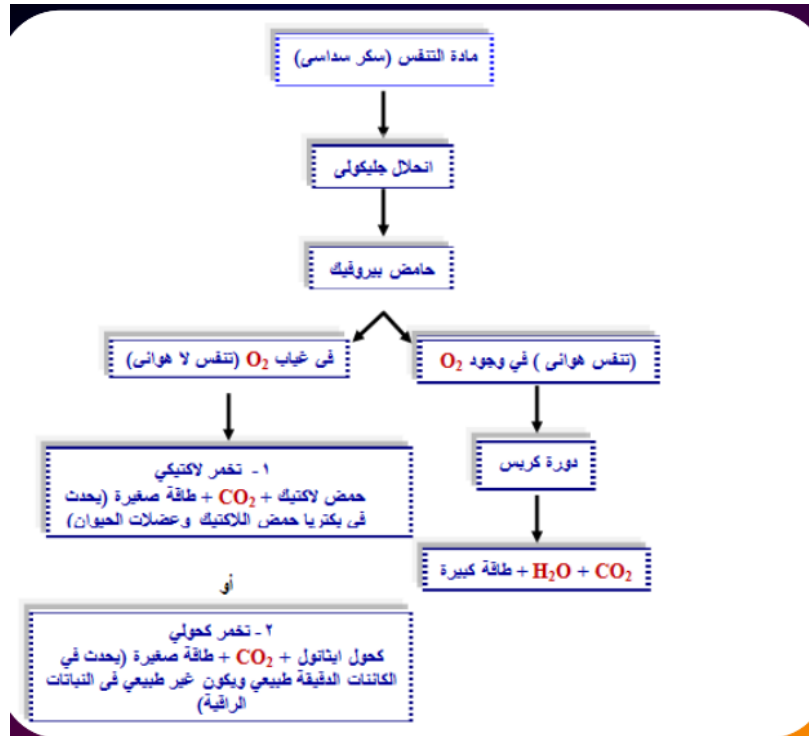 مادة التنفس (سكر سداسى)
انحلال جليكولى
حامض بيروفيك
(تنفس هوائى ) في وجود O₂
فى غياب O₂ (تنفس لا هوائى)
دورة كربس
H₂O + CO₂ + طاقة كبيرة
١ - تخمر لاكتيكي
حمض لاكتيك + CO₂ + طاقة صغيرة (يحدث
فى بكتريا حمض اللاكتيك وعضلات الحيوان)
أو
٢ - تخمر كحولي
كحول ايثانول + CO₂ + طاقة صغيرة (يحدث في
الكائنات الدقيقة طبيعي ويكون غير طبيعي فى النباتات
الراقية)